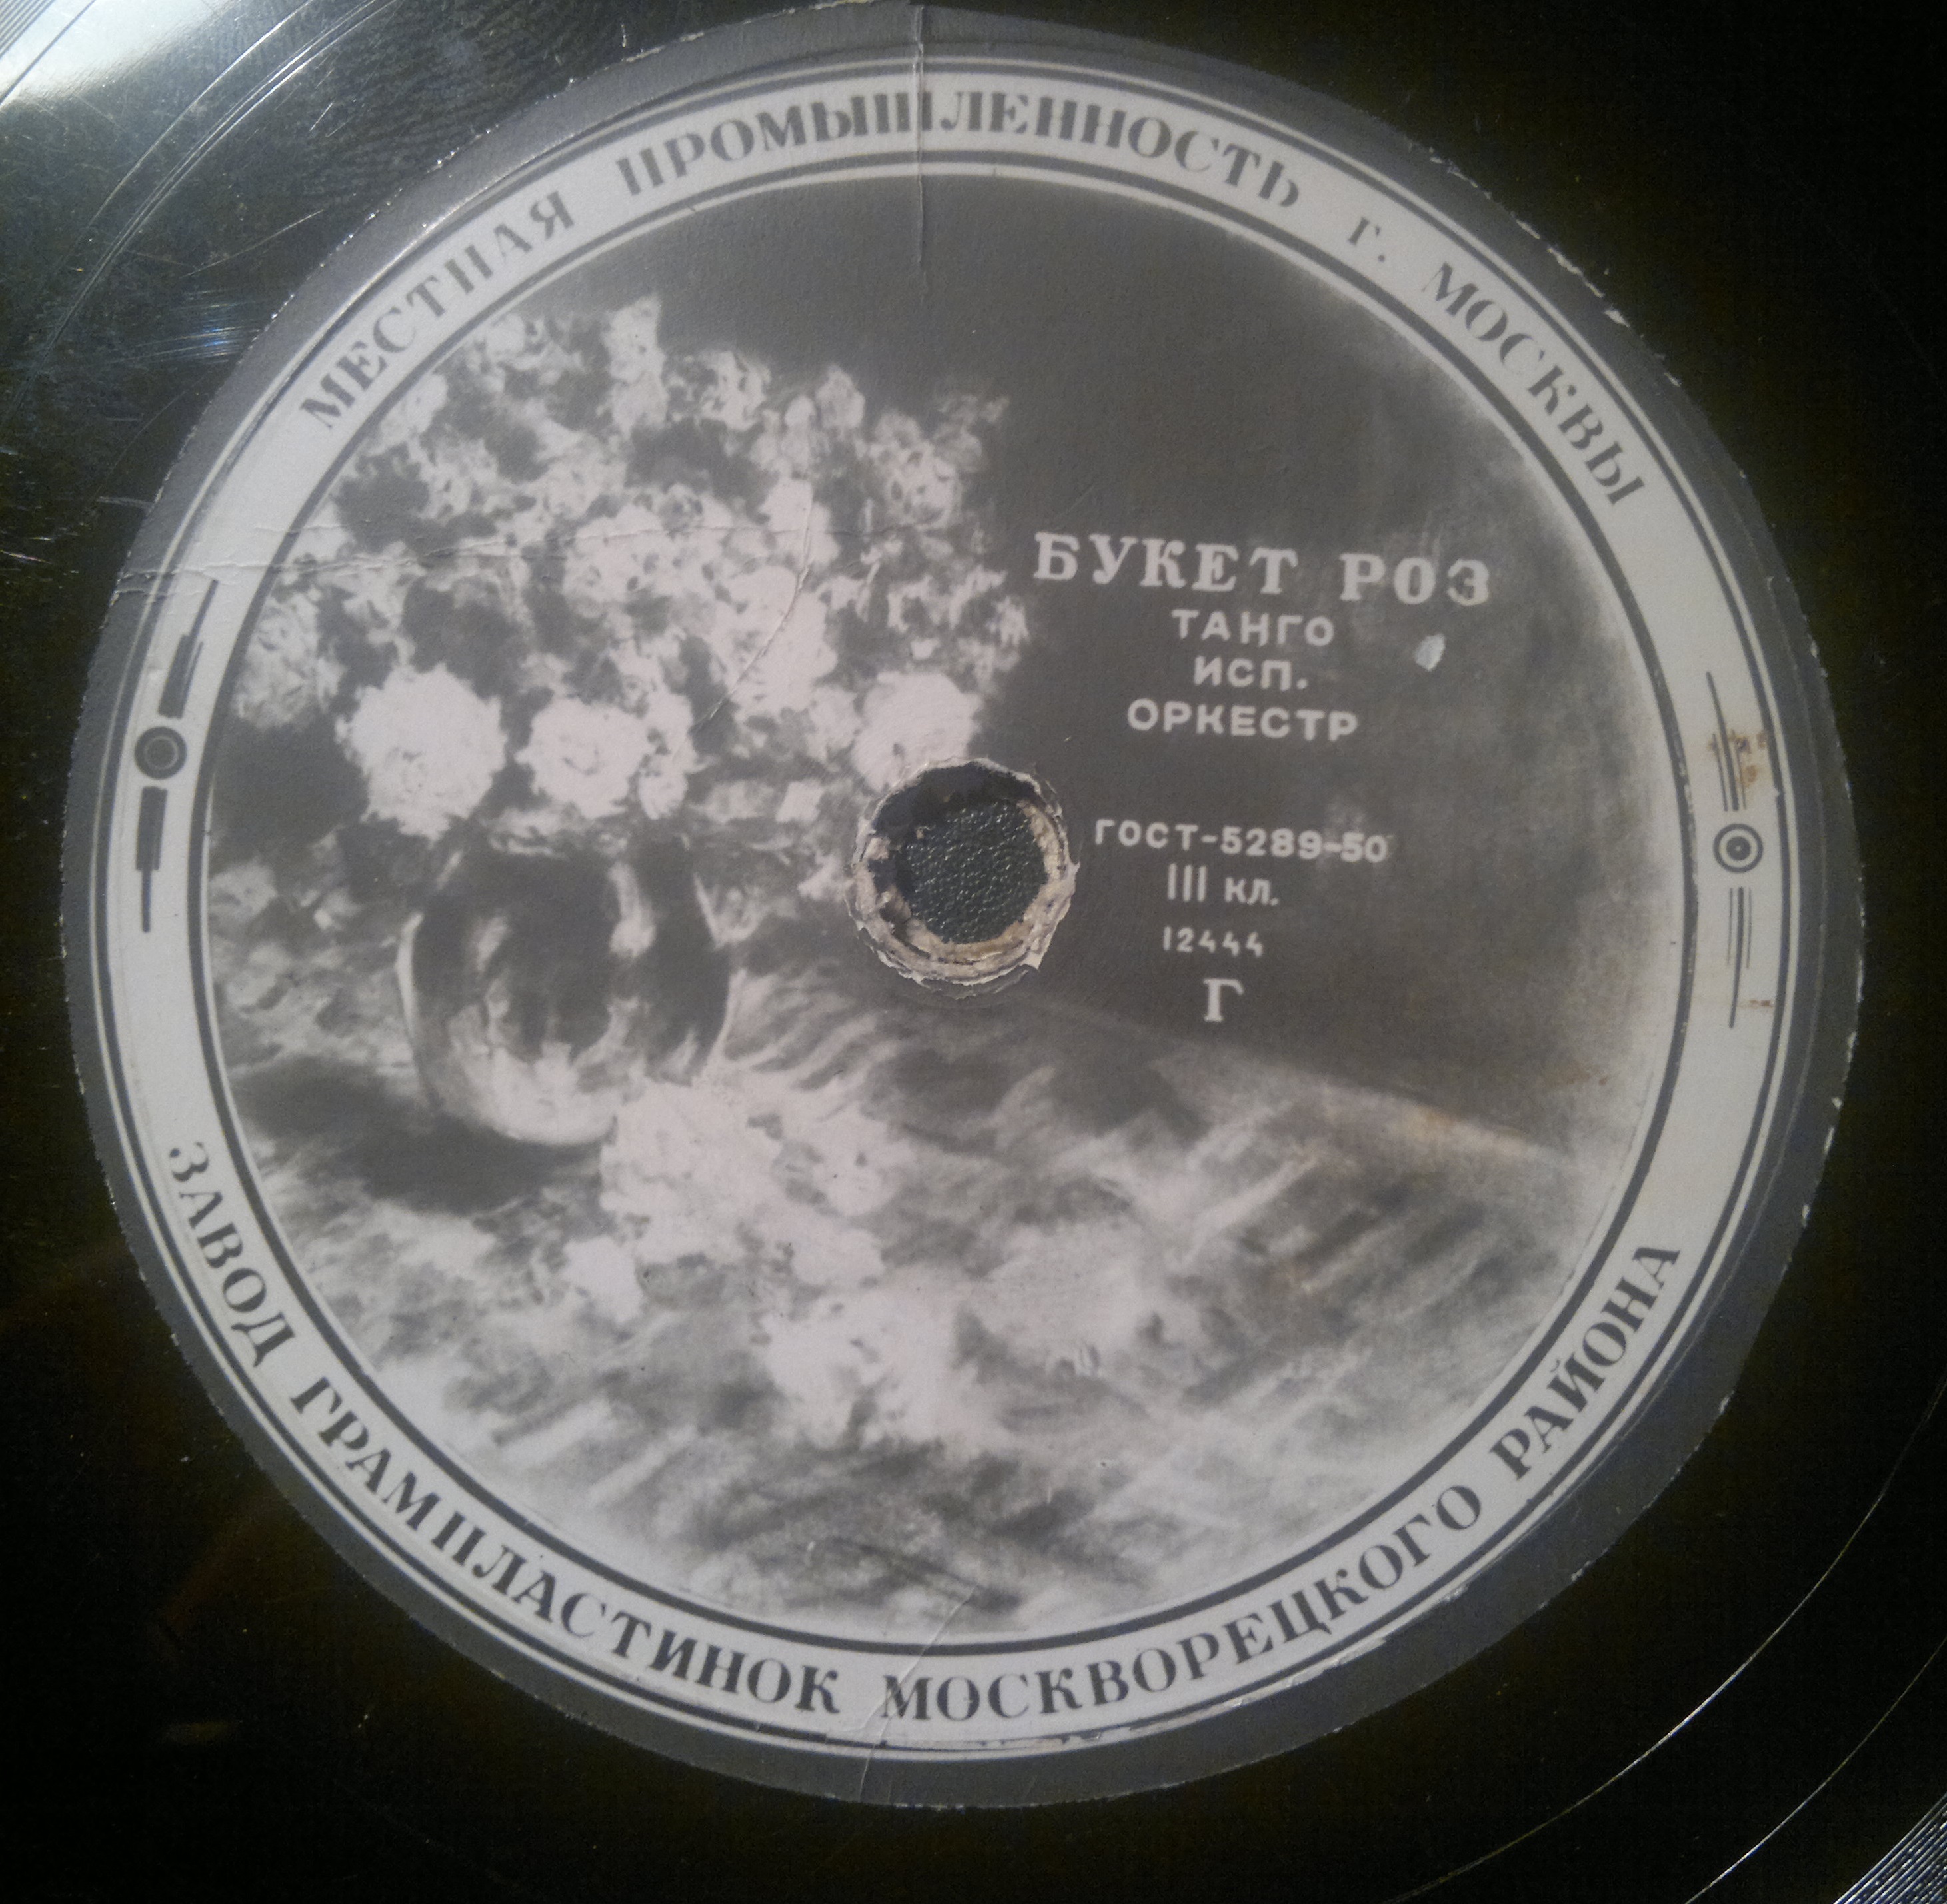 МЕСТНАЯ ПРОМЫШЛЕННОСТЬ г. МОСКВЫ
БУКЕТ РОЗ
ТАНГО
ИСП.
ОРКЕСТР
ГОСТ-5289-50
III кл.
12444
Г
ЗАВОД ГРАМПЛАСТИНОК МОСКВОРЕЦКОГО РАЙОНА